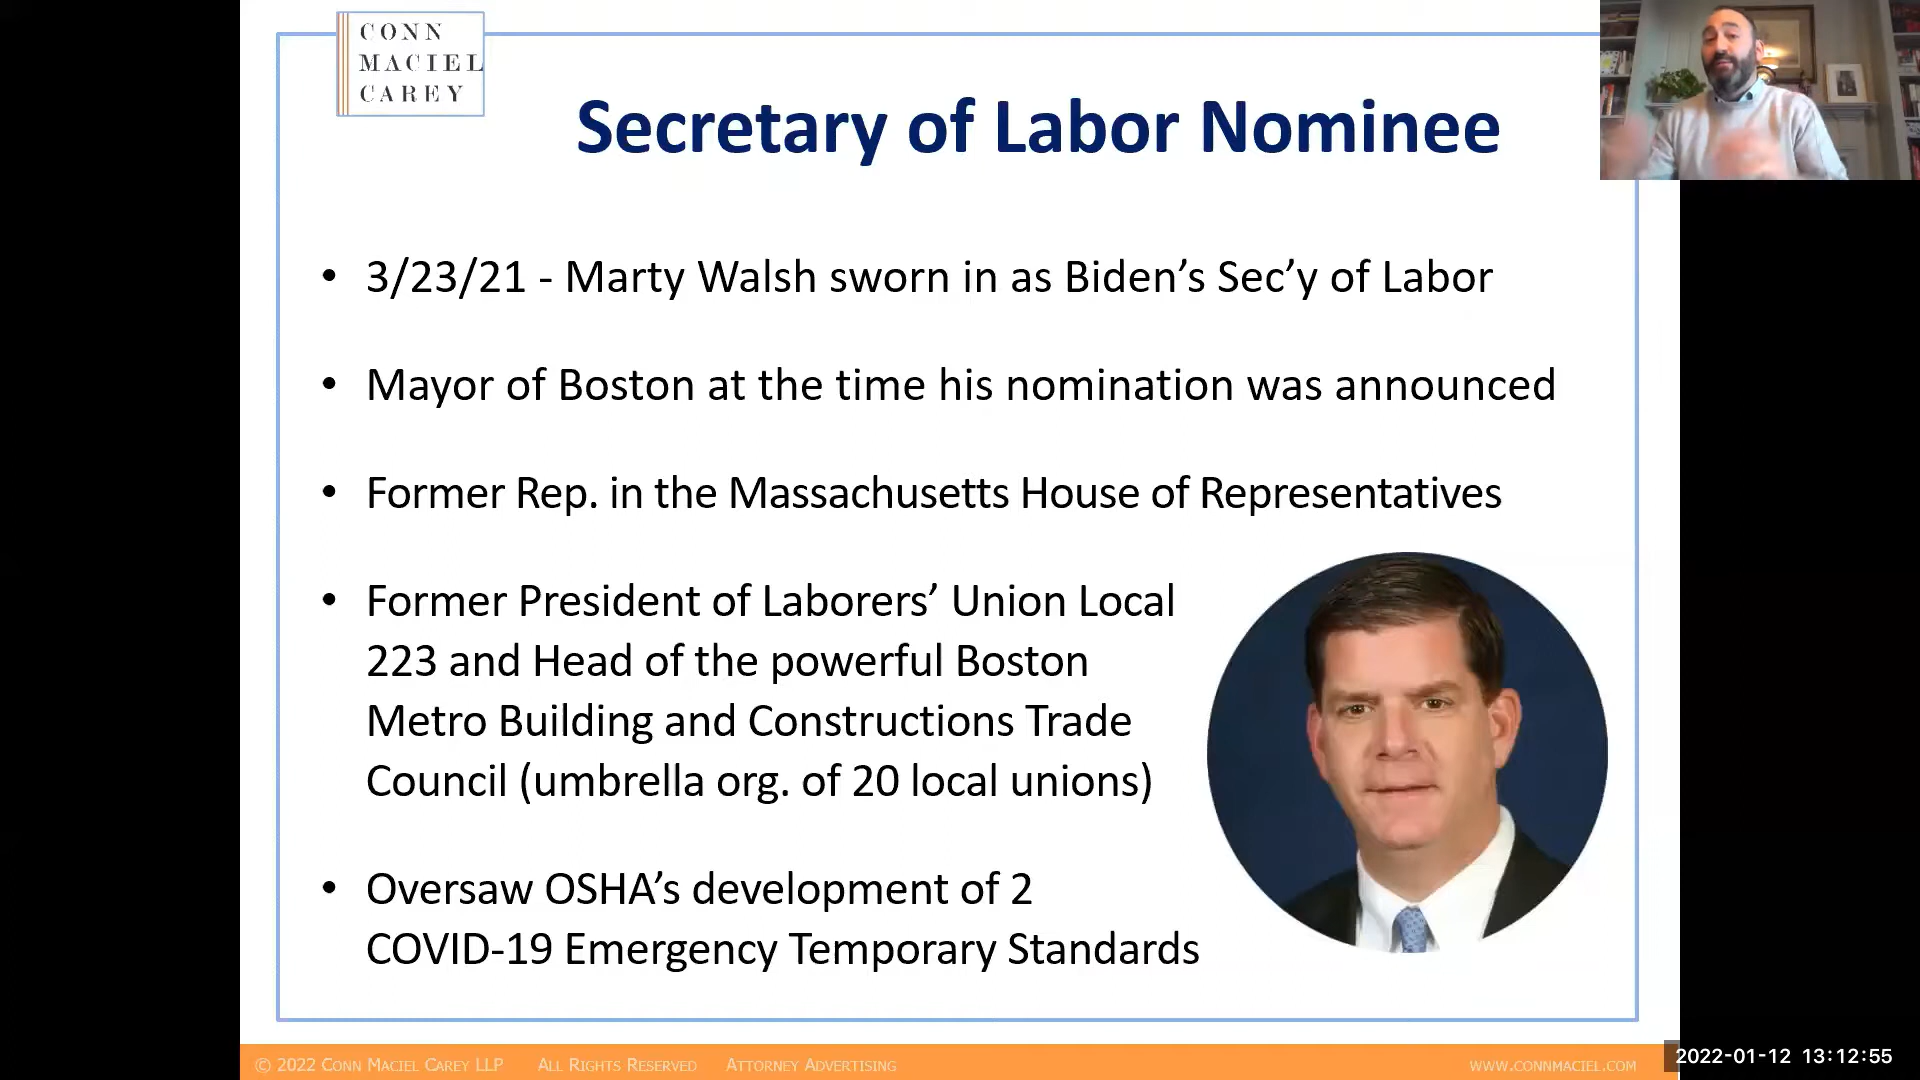 CONN
MACIEL
CAREY
Secretary of Labor Nominee
• 3/23/21 - Marty Walsh sworn in as Biden’s Sec’y of Labor
• Mayor of Boston at the time his nomination was announced
• Former Rep. in the Massachusetts House of Representatives
• Former President of Laborers’ Union Local
223 and Head of the powerful Boston
Metro Building and Constructions Trade
Council (umbrella org. of 20 local unions)
• Oversaw OSHA’s development of 2
COVID-19 Emergency Temporary Standards
© 2022 CONN MACIEL CAREY LLP ALL RIGHTS RESERVED ATTORNEY ADVERTISING WWW.CONNMACIEL.COM
2022-01-12 13:12:55